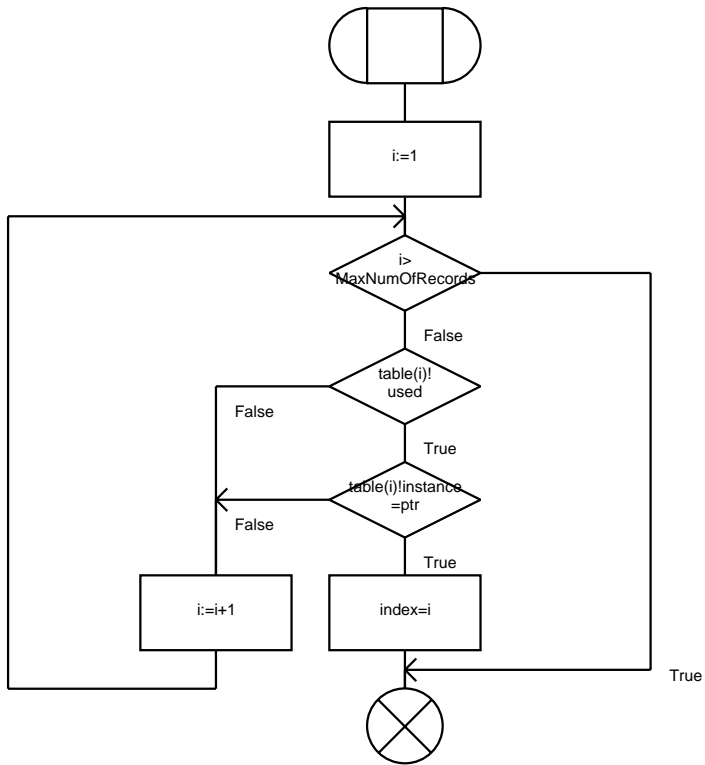 i:=1
i>
MaxNumOfRecords
False
table(i)!
used
False
True
table(i)!instance
=ptr
False
True
i:=i+1
index=i
True